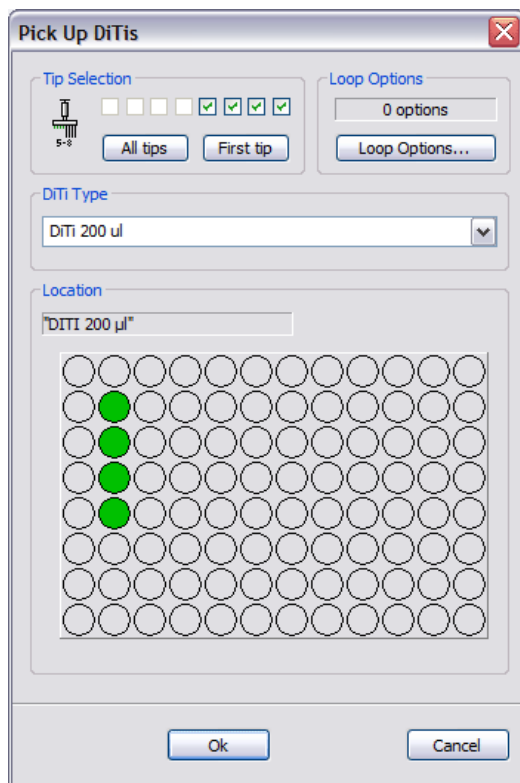 Pick Up DiTis
Tip Selection
5-8
All tips
First tip
Loop Options
0 options
Loop Options...
DiTi Type
DiTi 200 ul
Location
"DITI 200 µl"
Ok
Cancel